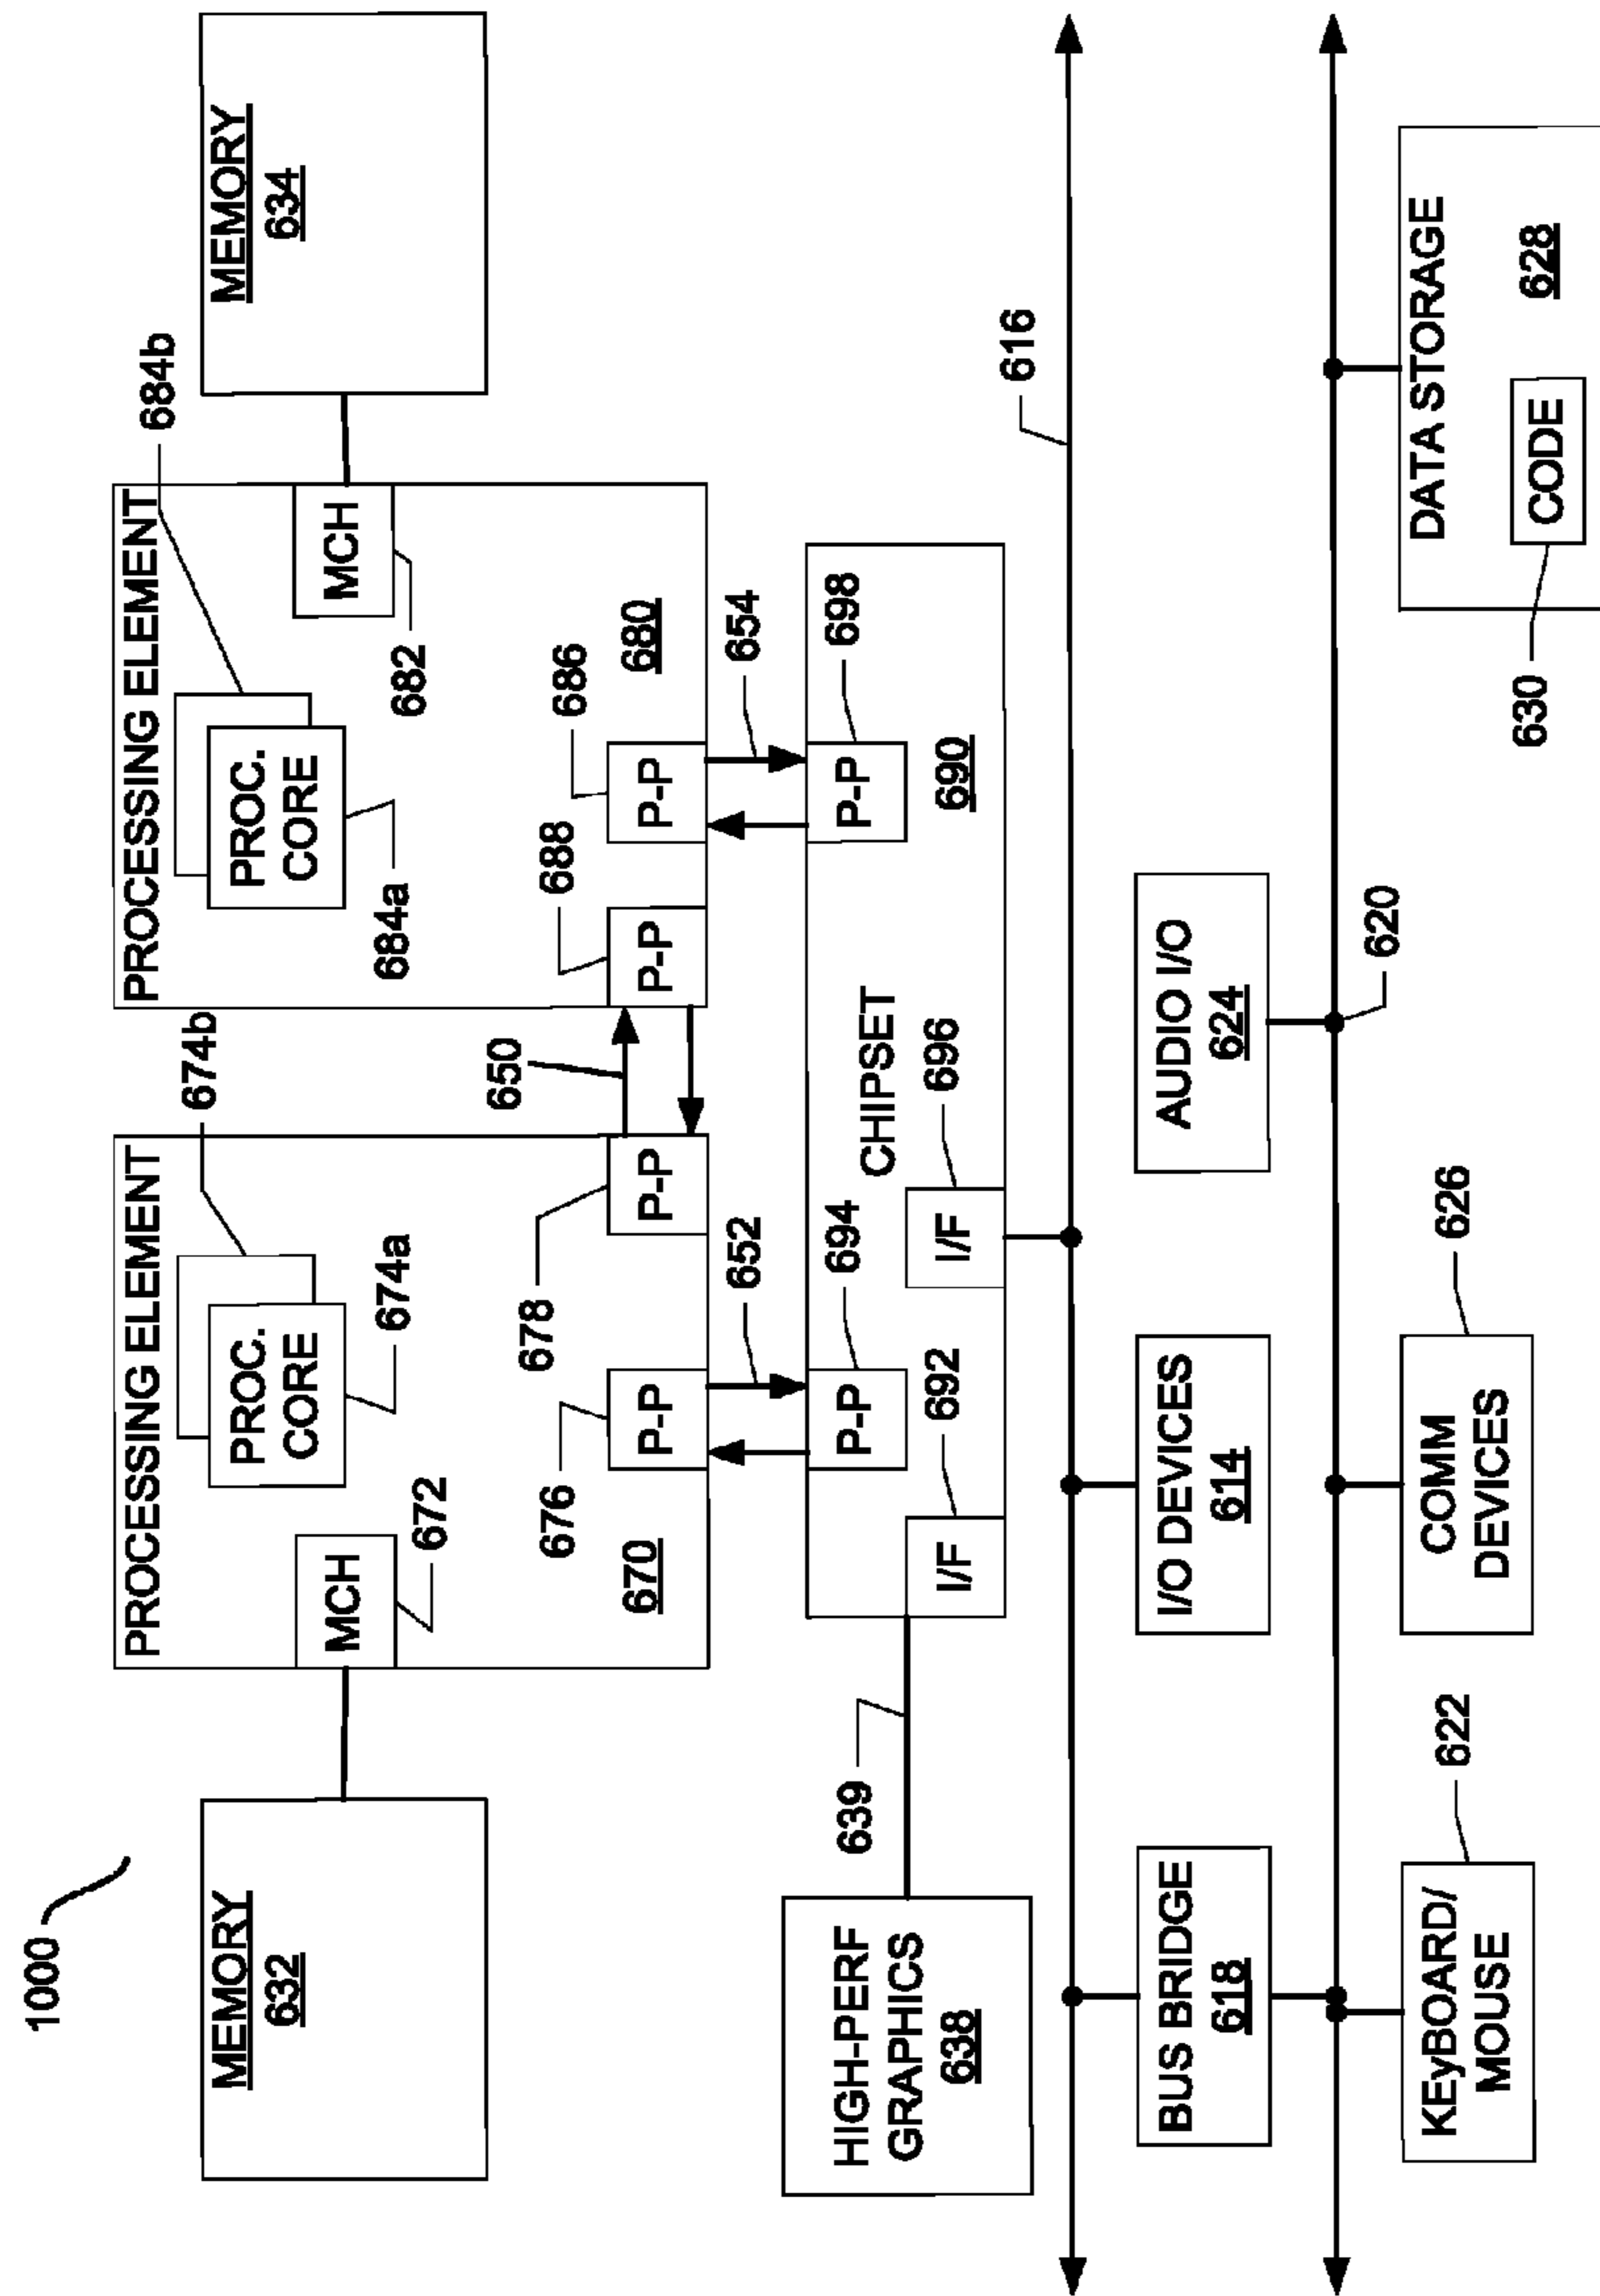 1000
MEMORY
632
PROCESSING ELEMENT
MCH
672
PROC.
CORE
674a
674b
670
676
P-P
678
P-P
650
652
PROCESSING ELEMENT
PROC.
CORE
684a
684b
MCH
682
688
P-P
686
P-P
680
654
MEMORY
634
HIGH-PERF
GRAPHICS
638
639
I/F
692
P-P
694
I/F
696
CHIPSET
690
P-P
698
616
BUS BRIDGE
618
I/O DEVICES
614
AUDIO I/O
624
620
KEyBOARD/
MOUSE
622
COMM
DEVICES
626
DATA STORAGE
628
CODE
630